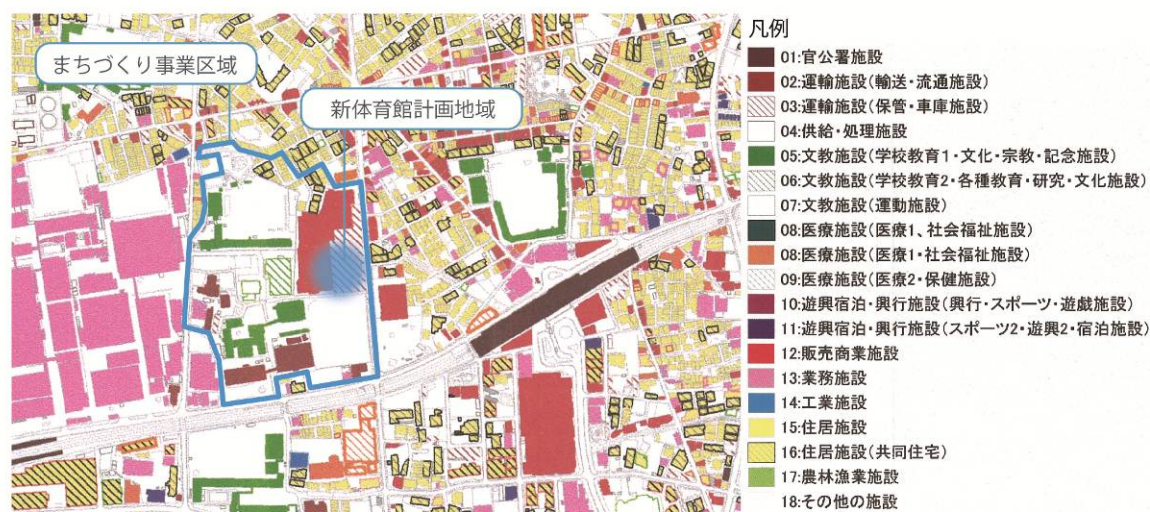 まちづくり事業区域
新体育館計画地域
凡例
01:官公署施設
02:運輸施設(輸送・流通施設)
03:運輸施設(保管・車庫施設)
04:供給・処理施設
05:文教施設(学校教育1・文化・宗教・記念施設)
06:文教施設(学校教育2・各種教育・研究・文化施設)
07:文教施設(運動施設)
08:医療施設(医療1、社会福祉施設)
08:医療施設(医療1・社会福祉施設)
09:医療施設(医療2・保健施設)
10:遊興宿泊・興行施設(興行・スポーツ・遊戯施設)
11:遊興宿泊・興行施設(スポーツ2・遊興2・宿泊施設)
12:販売商業施設
13:業務施設
14:工業施設
15:住居施設
16:住居施設(共同住宅)
17:農林漁業施設
18:その他の施設